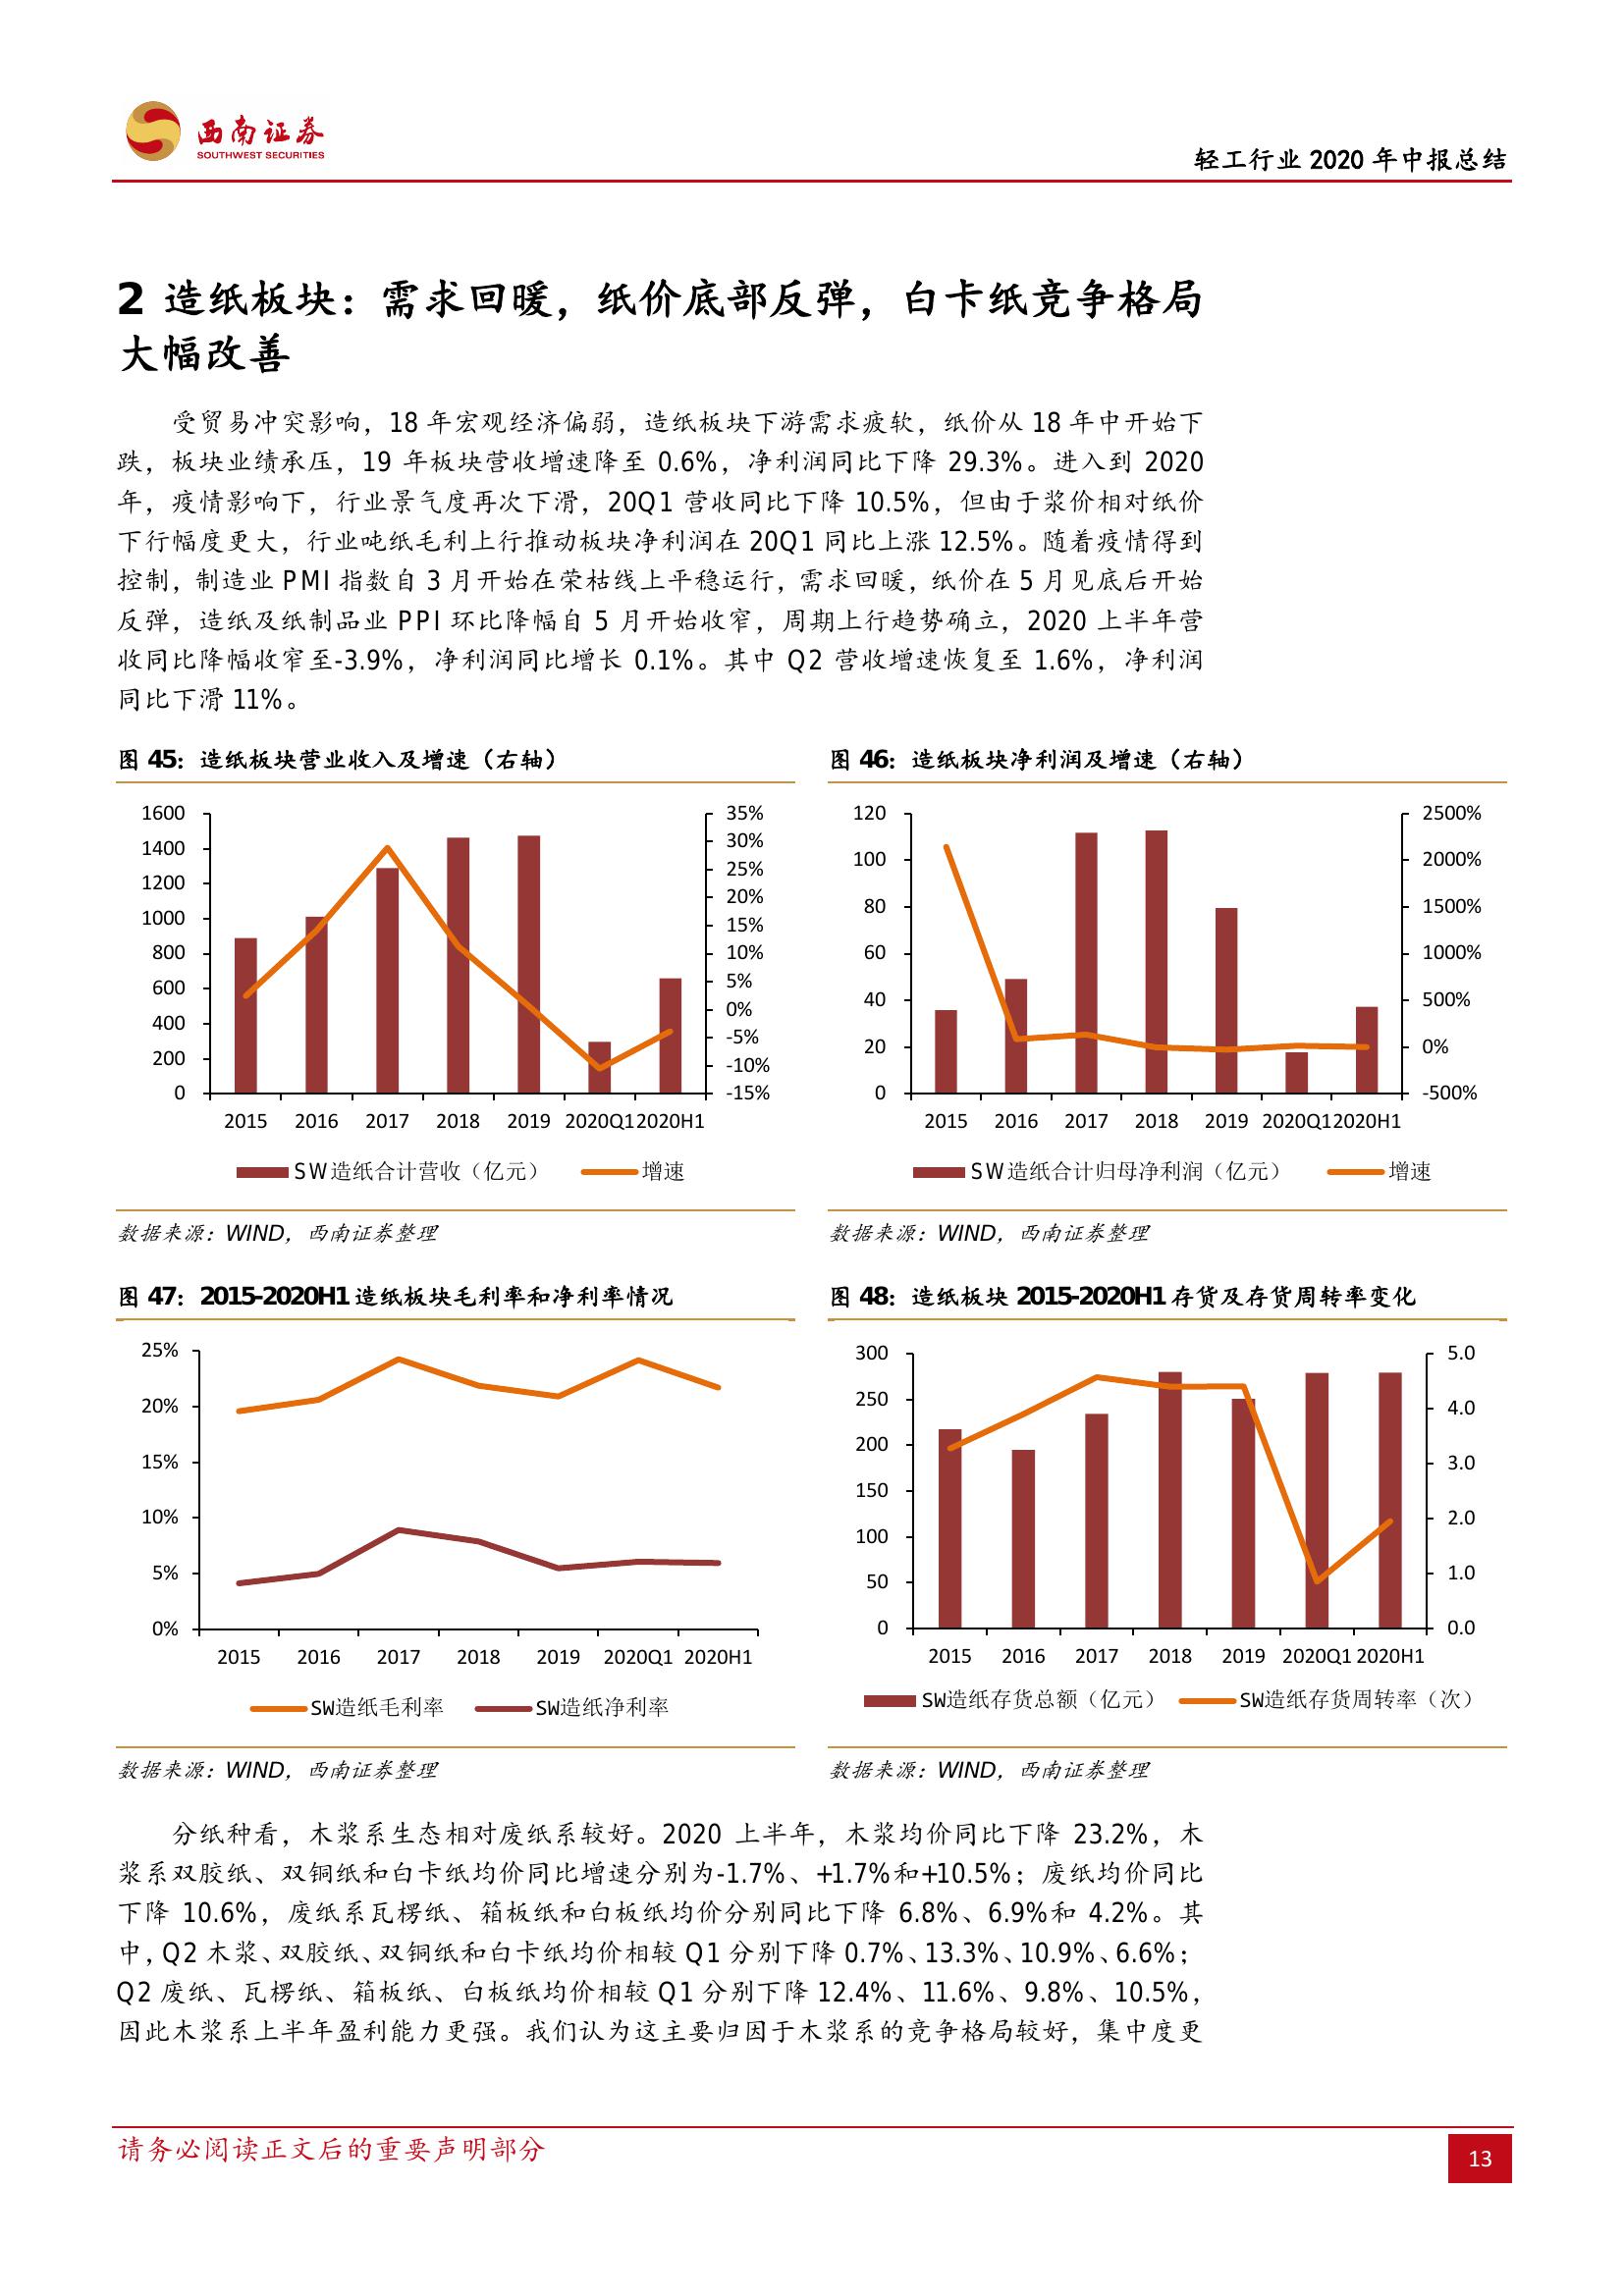 西南证券
SOUTHWEST SECURITIES
轻工行业 2020 年中报总结
2 造纸板块：需求回暖，纸价底部反弹，白卡纸竞争格局
大幅改善
受贸易冲突影响，18 年宏观经济偏弱，造纸板块下游需求疲软，纸价从 18 年中开始下
跌，板块业绩承压，19 年板块营收增速降至 0.6%，净利润同比下降 29.3%。进入到 2020
年，疫情影响下，行业景气度再次下滑，20Q1 营收同比下降 10.5%，但由于浆价相对纸价
下行幅度更大，行业吨纸毛利上行推动板块净利润在 20Q1 同比上涨 12.5%。随着疫情得到
控制，制造业 PMI 指数自 3 月开始在荣枯线上平稳运行，需求回暖，纸价在 5 月见底后开始
反弹，造纸及纸制品业 PPI 环比降幅自 5 月开始收窄，周期上行趋势确立，2020 上半年营
收同比降幅收窄至-3.9%，净利润同比增长 0.1%。其中 Q2 营收增速恢复至 1.6%，净利润
同比下滑 11%。
图 45：造纸板块营业收入及增速（右轴）
1600
1400
1200
1000
800
600
400
200
0
35%
30%
25%
20%
15%
10%
5%
0%
-5%
-10%
-15%
2015 2016 2017 2018 2019 2020Q1 2020H1
SW造纸合计营收（亿元） 增速
数据来源：WIND，西南证券整理
图 46：造纸板块净利润及增速（右轴）
120
100
80
60
40
20
0
2500%
2000%
1500%
1000%
500%
0%
-500%
2015 2016 2017 2018 2019 2020Q1 2020H1
SW造纸合计归母净利润（亿元） 增速
数据来源：WIND，西南证券整理
图 47：2015-2020H1 造纸板块毛利率和净利率情况
25%
20%
15%
10%
5%
0%
2015 2016 2017 2018 2019 2020Q1 2020H1
SW造纸毛利率 SW造纸净利率
数据来源：WIND，西南证券整理
图 48：造纸板块 2015-2020H1 存货及存货周转率变化
300
250
200
150
100
50
0
5.0
4.0
3.0
2.0
1.0
0.0
2015 2016 2017 2018 2019 2020Q1 2020H1
SW造纸存货总额（亿元） SW造纸存货周转率（次）
数据来源：WIND，西南证券整理
分纸种看，木浆系生态相对废纸系较好。2020 上半年，木浆均价同比下降 23.2%，木
浆系双胶纸、双铜纸和白卡纸均价同比增速分别为-1.7%、+1.7%和+10.5%；废纸均价同比
下降 10.6%，废纸系瓦楞纸、箱板纸和白板纸均价分别同比下降 6.8%、6.9%和 4.2%。其
中，Q2 木浆、双胶纸、双铜纸和白卡纸均价相较 Q1 分别下降 0.7%、13.3%、10.9%、6.6%；
Q2 废纸、瓦楞纸、箱板纸、白板纸均价相较 Q1 分别下降 12.4%、11.6%、9.8%、10.5%，
因此木浆系上半年盈利能力更强。我们认为这主要归因于木浆系的竞争格局较好，集中度更
请务必阅读正文后的重要声明部分
13